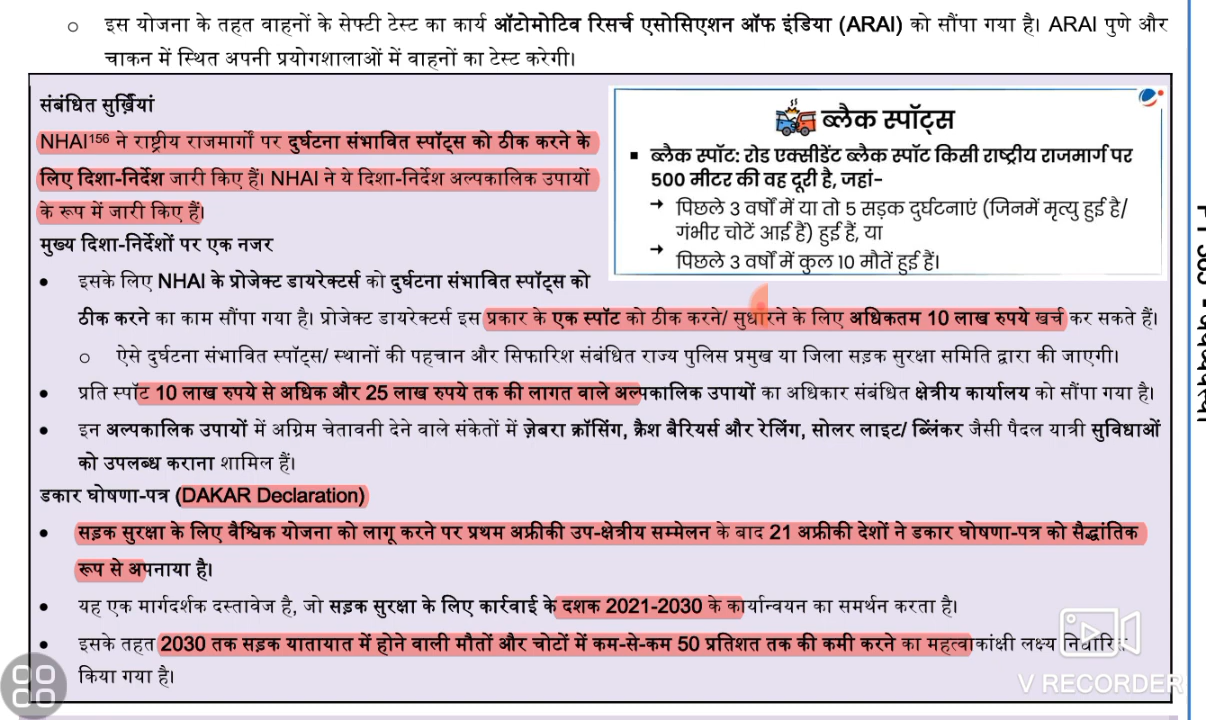 ○ इस योजना के तहत वाहनों के सेफ्टी टेस्ट का कार्य ऑटोमोटिव रिसर्च एसोसिएशन ऑफ इंडिया (ARAI) को सौंपा गया है। ARAI पुणे और
चाकन में स्थित अपनी प्रयोगशालाओं में वाहनों का टेस्ट करेगी।
संबंधित सुर्ख़ियां
NHAI156 ने राष्ट्रीय राजमार्गों पर दुर्घटना संभावित स्पॉट्स को ठीक करने के
लिए दिशा-निर्देश जारी किए हैं। NHAI ने ये दिशा-निर्देश अल्पकालिक उपायों
के रूप में जारी किए हैं।
मुख्य दिशा-निर्देशों पर एक नजर
ब्लैक स्पॉट्स
▪ ब्लैक स्पॉट: रोड एक्सीडेंट ब्लैक स्पॉट किसी राष्ट्रीय राजमार्ग पर
500 मीटर की वह दूरी है, जहां-
→ पिछले 3 वर्षों में या तो 5 सड़क दुर्घटनाएं (जिनमें मृत्यु हुई है/
गंभीर चोटें आई हैं) हुई हैं, या
→ पिछले 3 वर्षों में कुल 10 मौतें हुई हैं।
● इसके लिए NHAI के प्रोजेक्ट डायरेक्टर्स को दुर्घटना संभावित स्पॉट्स को
ठीक करने का काम सौंपा गया है। प्रोजेक्ट डायरेक्टर्स इस प्रकार के एक स्पॉट को ठीक करने/ सुधारने के लिए अधिकतम 10 लाख रुपये खर्च कर सकते हैं।
○ ऐसे दुर्घटना संभावित स्पॉट्स/ स्थानों की पहचान और सिफारिश संबंधित राज्य पुलिस प्रमुख या जिला सड़क सुरक्षा समिति द्वारा की जाएगी।
● प्रति स्पॉट 10 लाख रुपये से अधिक और 25 लाख रुपये तक की लागत वाले अल्पकालिक उपायों का अधिकार संबंधित क्षेत्रीय कार्यालय को सौंपा गया है।
● इन अल्पकालिक उपायों में अग्रिम चेतावनी देने वाले संकेतों में ज़ेबरा क्रॉसिंग, क्रैश बैरियर्स और रेलिंग, सोलर लाइट/ ब्लिंकर जैसी पैदल यात्री सुविधाओं
को उपलब्ध कराना शामिल हैं।
डकार घोषणा-पत्र (DAKAR Declaration)
● सड़क सुरक्षा के लिए वैश्विक योजना को लागू करने पर प्रथम अफ्रीकी उप-क्षेत्रीय सम्मेलन के बाद 21 अफ्रीकी देशों ने डकार घोषणा-पत्र को सैद्धांतिक
रूप से अपनाया है।
● यह एक मार्गदर्शक दस्तावेज है, जो सड़क सुरक्षा के लिए कार्रवाई के दशक 2021-2030 के कार्यान्वयन का समर्थन करता है।
● इसके तहत 2030 तक सड़क यातायात में होने वाली मौतों और चोटों में कम-से-कम 50 प्रतिशत तक की कमी करने का महत्वाकांक्षी लक्ष्य निर्धारित
किया गया है।
V RECORDER